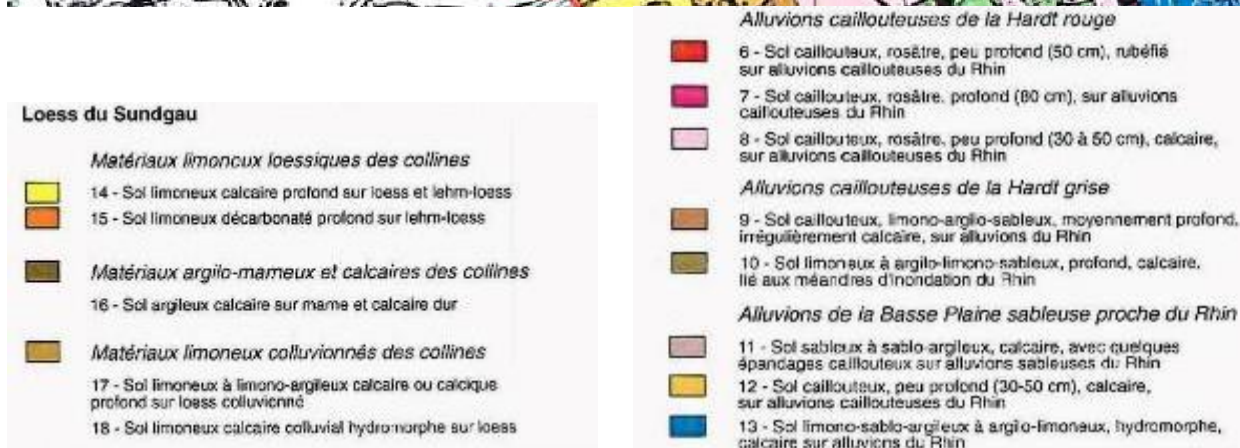 Loess du Sundgau
Matériaux limoneux loessiques des collines
14 - Sol limoneux calcaire profond sur loess et lehm-loess
15 - Sol limoneux décarbonaté profond sur lehm-loess
Matériaux argilo-marneux et calcaires des collines
16 - Sol argileux calcaire sur marne et calcaire dur
Matériaux limoneux colluvionnés des collines
17 - Sol limoneux à limono-argileux calcaire ou calcique
profond sur loess colluvionné
18 - Sol limoneux calcaire colluvial hydromorphe sur loess
Alluvions caillouteuses de la Hardt rouge
6 - Sol caillouteux, rosâtre, peu profond (50 cm), rubéfié
sur alluvions caillouteuses du Rhin
7 - Sol caillouteux, rosâtre, profond (80 cm), sur alluvions
caillouteuses du Rhin
8 - Sol caillouteux, rosâtre, peu profond (30 à 50 cm), calcaire,
sur alluvions caillouteuses du Rhin
Alluvions caillouteuses de la Hardt grise
9 - Sol caillouteux, limono-argilo-sableux, moyennement profond,
irrégulièrement calcaire, sur alluvions du Rhin
10 - Sol limoneux à argilo-limono-sableux, profond, calcaire,
lié aux méandres d'inondation du Rhin
Alluvions de la Basse Plaine sableuse proche du Rhin
11 - Sol sableux à sablo-argileux, calcaire, avec quelques
épandages caillouteux sur alluvions sableuses du Rhin
12 - Sol caillouteux, peu profond (30-50 cm), calcaire,
sur alluvions caillouteuses du Rhin
13 - Sol limono-sablo-argileux à argilo-limoneux, hydromorphe,
calcaire sur alluvions du Rhin